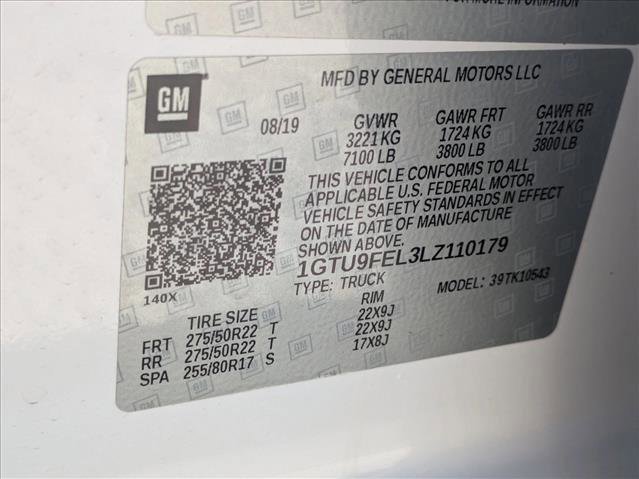 FOR MORE INFORMATION
GM
MFD BY GENERAL MOTORS LLC
08/19 GVWR GAWR FRT GAWR RR
3221 KG 1724 KG 1724 KG
7100 LB 3800 LB 3800 LB
THIS VEHICLE CONFORMS TO ALL
APPLICABLE U.S. FEDERAL MOTOR
VEHICLE SAFETY STANDARDS IN EFFECT
ON THE DATE OF MANUFACTURE
SHOWN ABOVE.
1GTU9FEL3LZ110179
TYPE: TRUCK MODEL: 39TK10543
140X
TIRE SIZE RIM
FRT 275/50R22 T 22X9J
RR 275/50R22 T 22X9J
SPA 255/80R17 S 17X8J